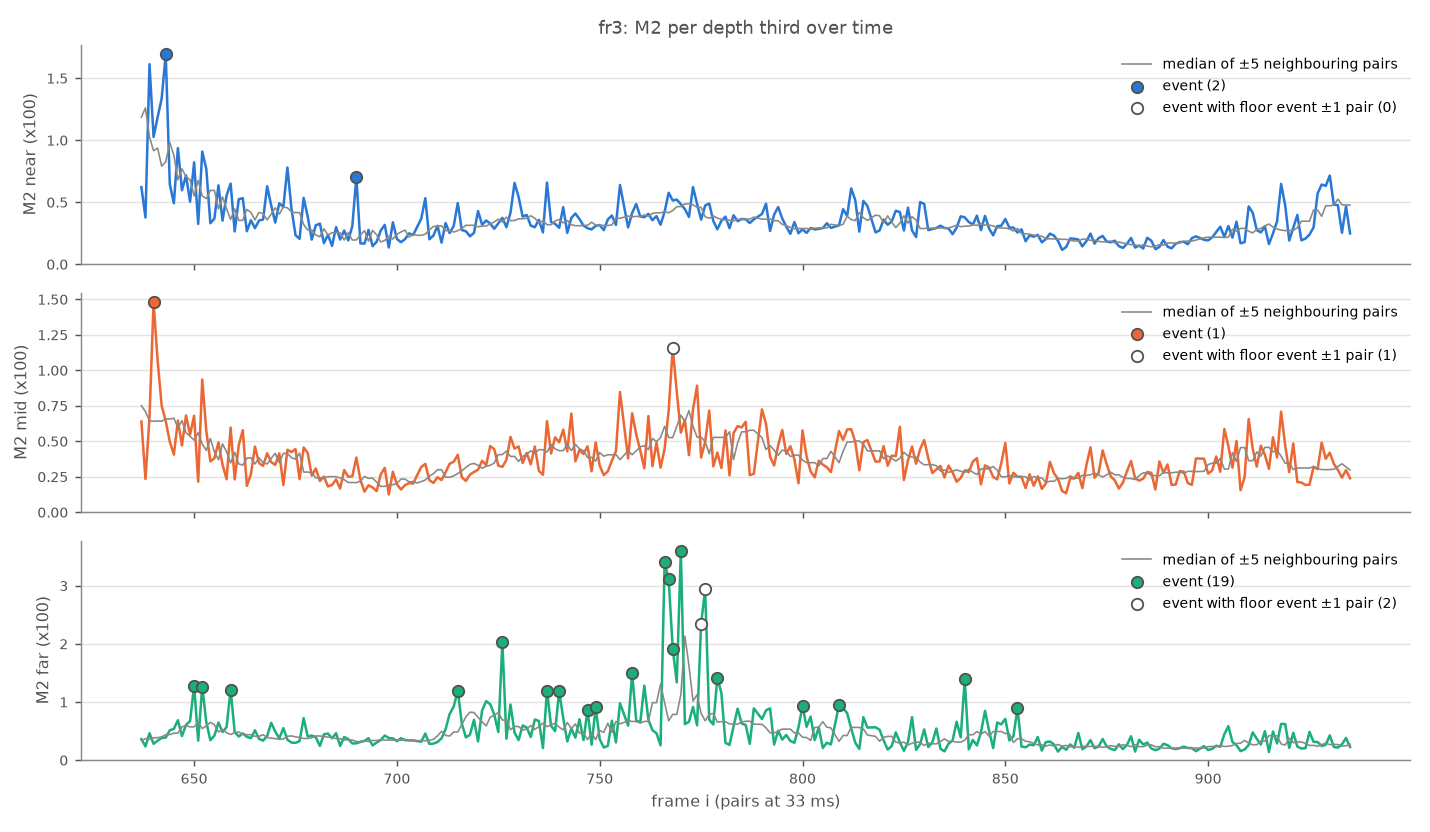 fr3: M2 per depth third over time
M2 near (x100)
1.5
1.0
0.5
0.0
median of ±5 neighbouring pairs
event (2)
event with floor event ±1 pair (0)
M2 mid (x100)
1.50
1.25
1.00
0.75
0.50
0.25
0.00
median of ±5 neighbouring pairs
event (1)
event with floor event ±1 pair (1)
M2 far (x100)
3
2
1
0
median of ±5 neighbouring pairs
event (19)
event with floor event ±1 pair (2)
650 700 750 800 850 900
frame i (pairs at 33 ms)